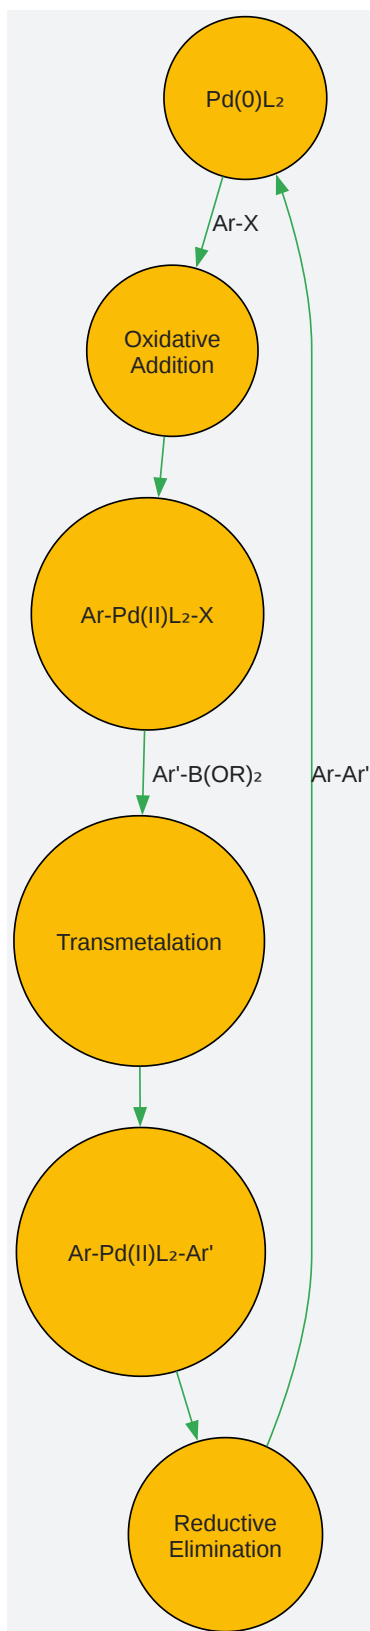 Pd(0)L₂
Ar-X
Oxidative
Addition
Ar-Pd(II)L₂-X
Ar'-B(OR)₂
Ar-Ar'
Transmetalation
Ar-Pd(II)L₂-Ar'
Reductive
Elimination